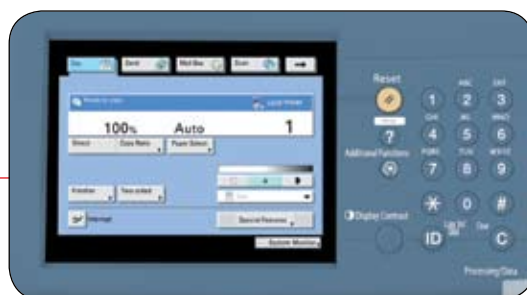 Copy Send Mail Box Scan
Ready to copy.
100% Auto 1
Direct Copy Ratio Paper Select
Finisher Two-sided
Interrupt Special Features
System Monitor
Reset
?
Additional Functions
Display Contrast
ABC DEF
1 2 3
GHI JKL MNO
4 5 6
PQRS TUV WXYZ
7 8 9
* 0 #
ID Clear C
Processing/Data